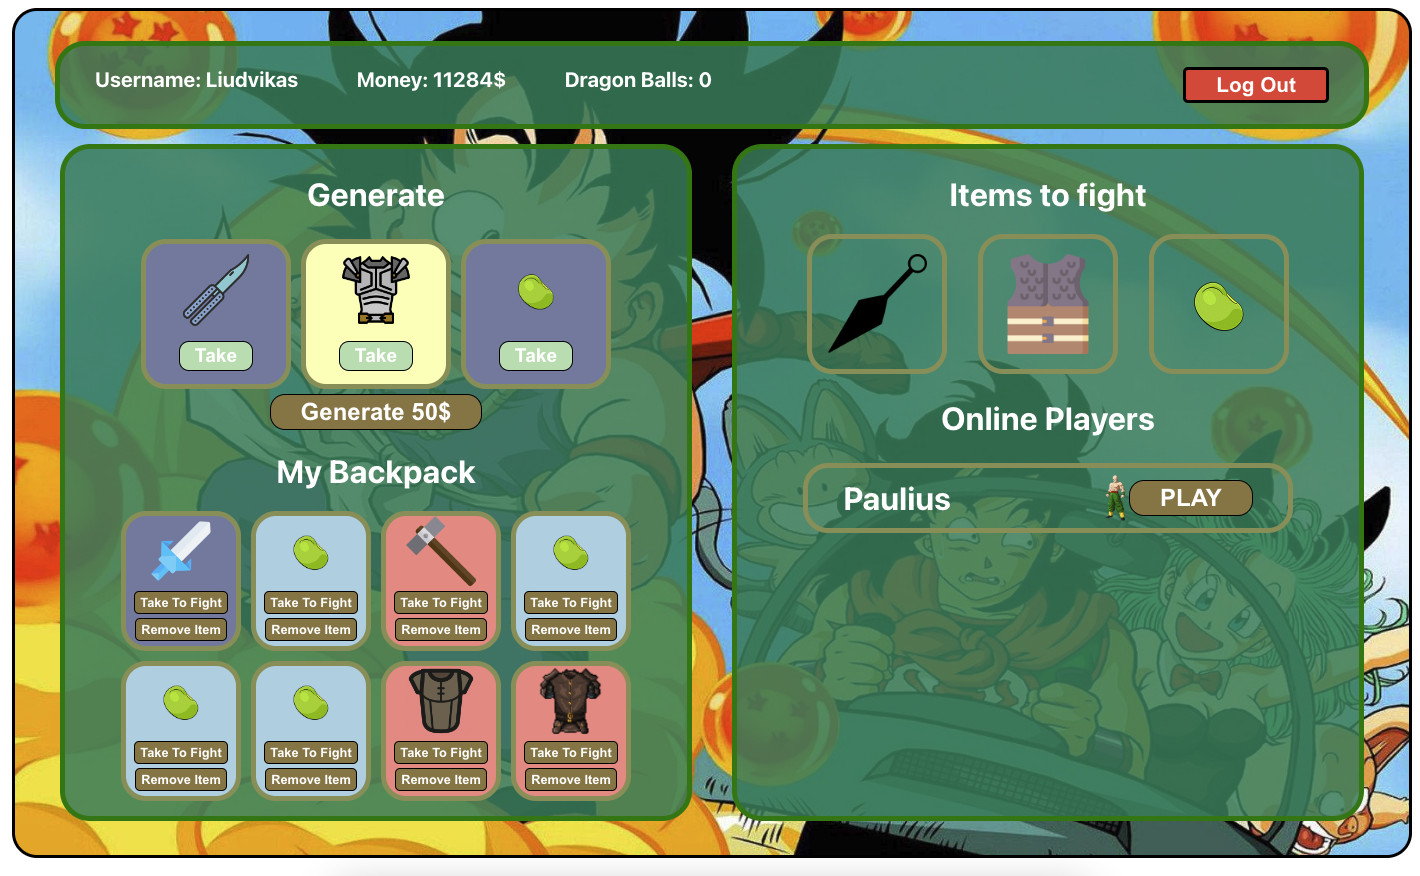 Username: Liudvikas Money: 11284$ Dragon Balls: 0 Log Out
Generate
Take Take Take
Generate 50$
My Backpack
Take To Fight Take To Fight Take To Fight Take To Fight
Remove Item Remove Item Remove Item Remove Item
Take To Fight Take To Fight Take To Fight Take To Fight
Remove Item Remove Item Remove Item Remove Item
Items to fight
Online Players
Paulius PLAY